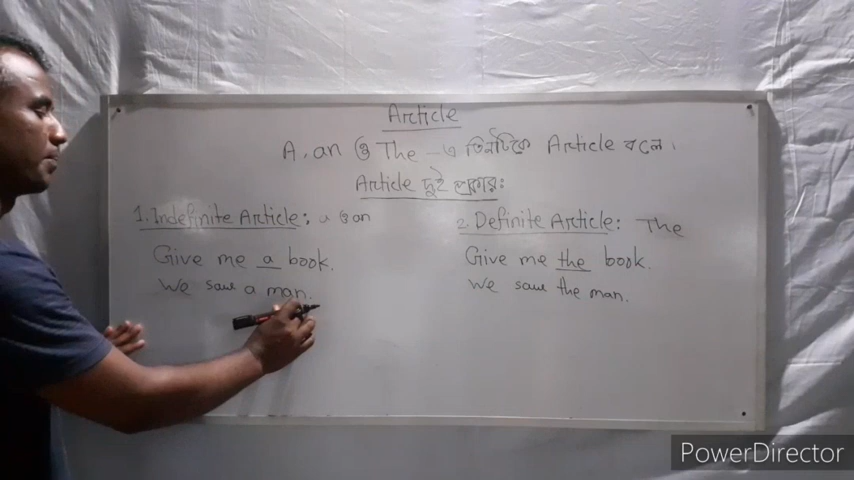 Article
A, an ও The - এ তিনটিকে Article বলে।
Article দুই প্রকার:
1. Indefinite Article: a ও an
Give me a book.
We saw a man.
2. Definite Article: The
Give me the book.
We saw the man.
PowerDirector